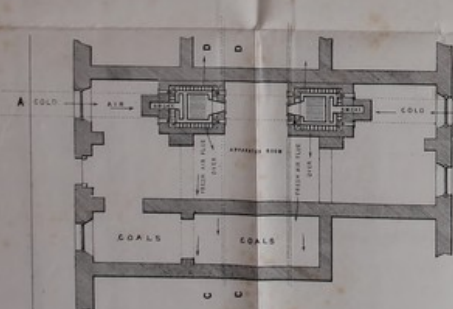 D D
A COLD AIR COLD
APPARATUS ROOM
FRESH AIR FLUE
OVER
FRESH AIR FLUE
OVER
COALS COALS
C C